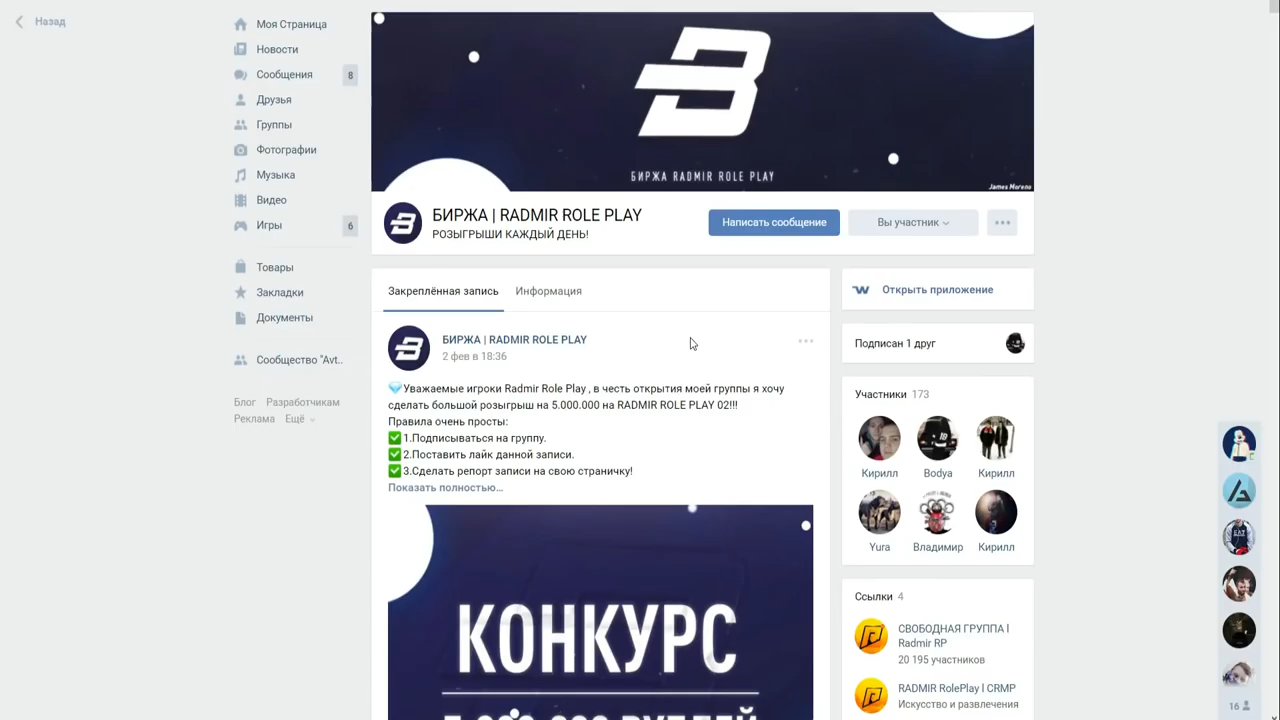 Назад
Моя Страница
Новости
Сообщения 8
Друзья
Группы
Фотографии
Музыка
Видео
Игры 6
Товары
Закладки
Документы
Сообщество "Avt..
Блог Разработчикам
Реклама Ещё
БИРЖА RADMIR ROLE PLAY
James Moreno
БИРЖА | RADMIR ROLE PLAY
РОЗЫГРЫШИ КАЖДЫЙ ДЕНЬ!
Написать сообщение
Вы участник
Закреплённая запись Информация
БИРЖА | RADMIR ROLE PLAY
2 фев в 18:36
Уважаемые игроки Radmir Role Play , в честь открытия моей группы я хочу
сделать большой розыгрыш на 5.000.000 на RADMIR ROLE PLAY 02!!!
Правила очень просты:
1.Подписываться на группу.
2.Поставить лайк данной записи.
3.Сделать репорт записи на свою страничку!
Показать полностью...
КОНКУРС
Открыть приложение
Подписан 1 друг
Участники 173
Кирилл Bodya Кирилл
Yura Владимир Кирилл
Ссылки 4
СВОБОДНАЯ ГРУППА l
Radmir RP
20 195 участников
RADMIR RolePlay l CRMP
Искусство и развлечения
16